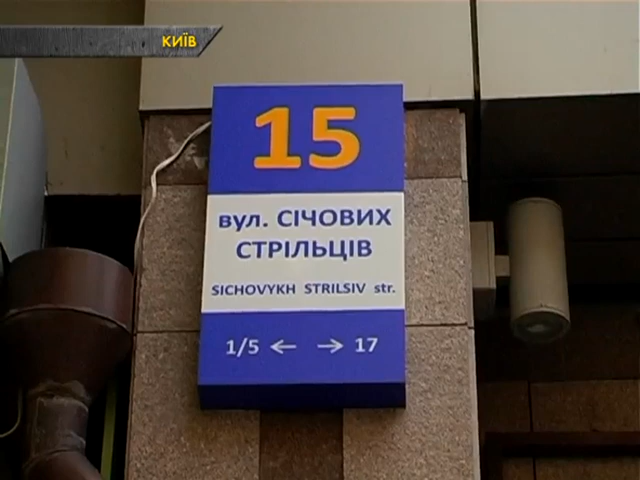 КИЇВ
15
вул. СІЧОВИХ
СТРІЛЬЦІВ
SICHOVYKH STRILSIV str.
1/5 ← → 17